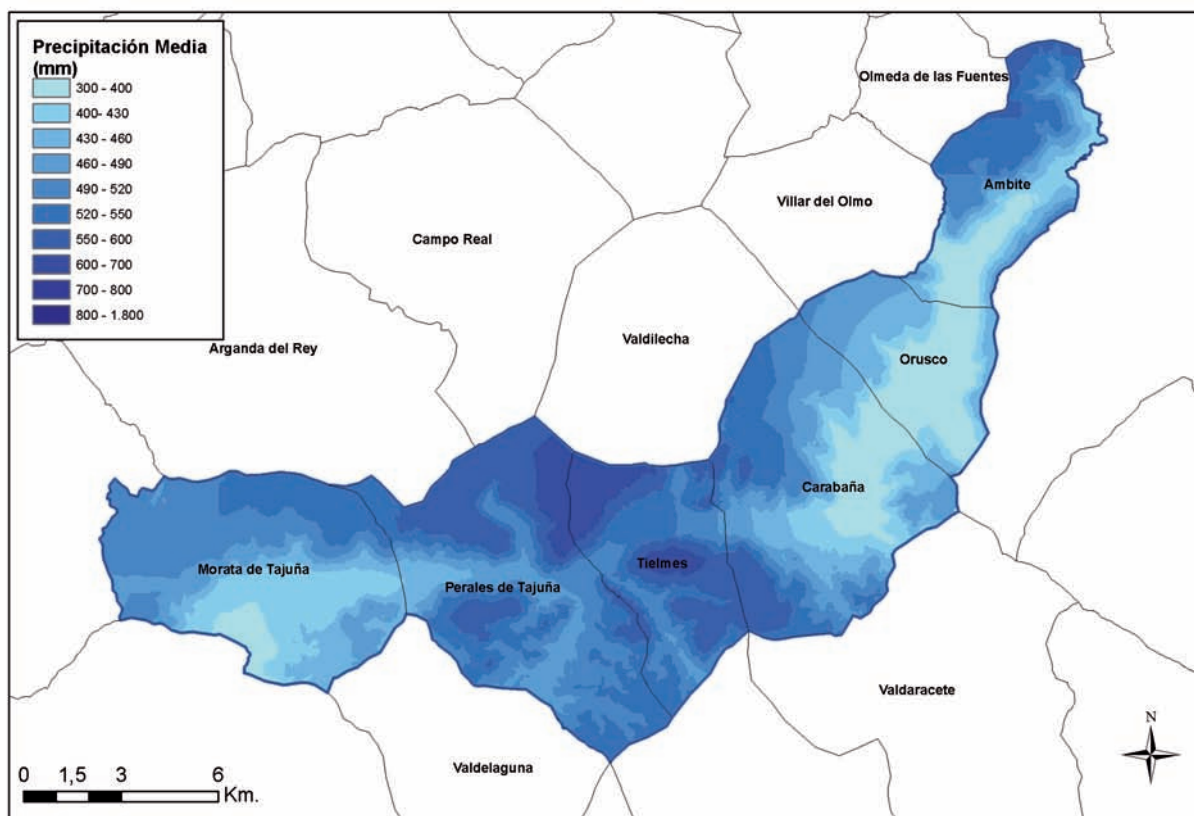 Precipitación Media
(mm)
300 - 400
400- 430
430 - 460
460 - 490
490 - 520
520 - 550
550 - 600
600 - 700
700 - 800
800 - 1.800
Olmeda de las Fuentes
Ambite
Villar del Olmo
Campo Real
Valdilecha
Arganda del Rey
Orusco
Carabaña
Tielmes
Morata de Tajuña
Perales de Tajuña
Valdaracete
Valdelaguna
N
0 1,5 3 6
Km.